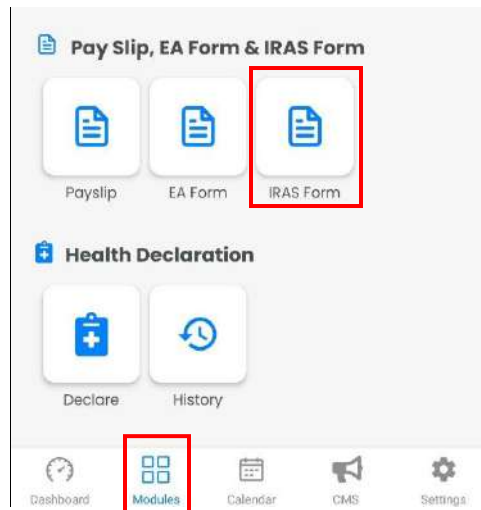 Pay Slip, EA Form & IRAS Form
Payslip EA Form IRAS Form
Health Declaration
Declare History
Dashboard Modules Calendar CMS Settings